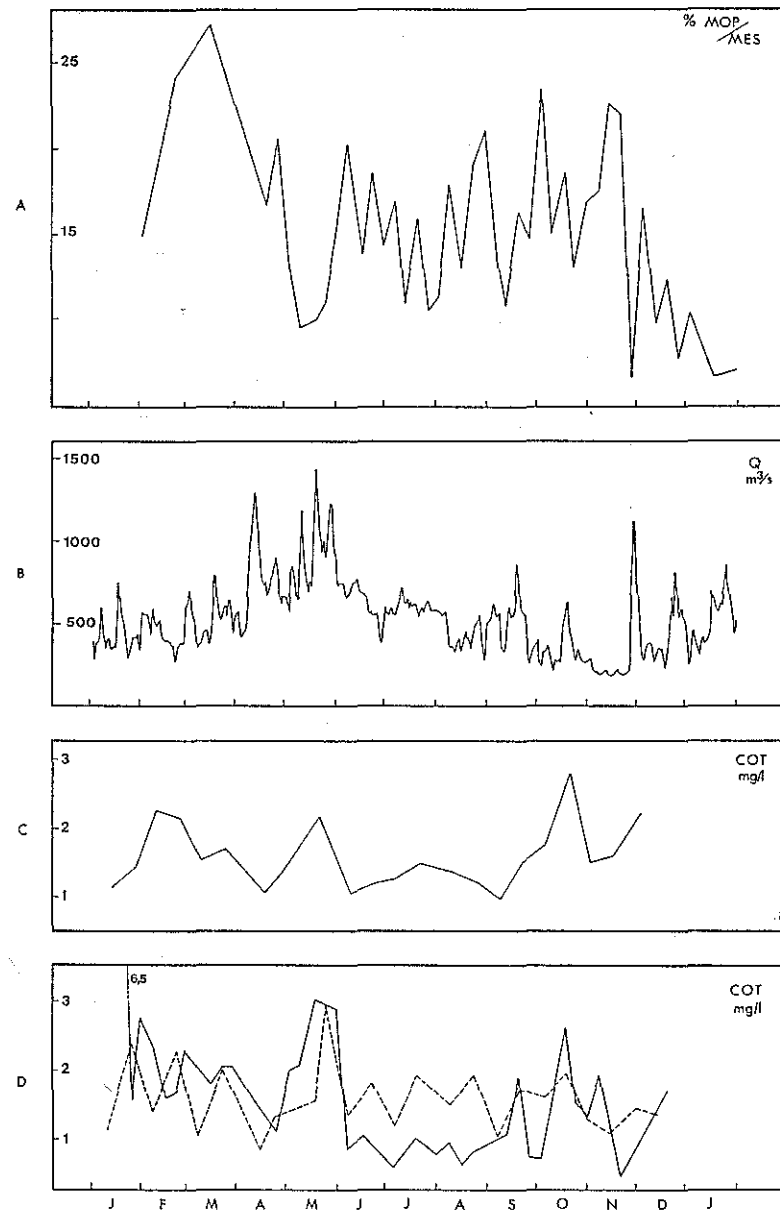 % MOP
/MES
25
A
15
1500
Q
m³/s
1000
B
500
3
COT
mg/l
2
C
1
6,5
3
COT
mg/l
2
D
1
J F M A M J J A S O N D J